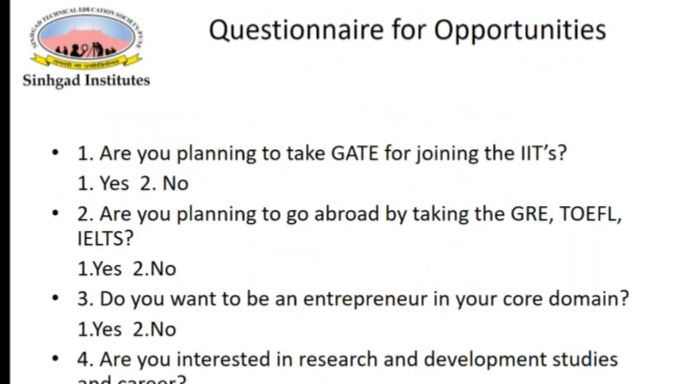 SINHGAD TECHNICAL EDUCATION SOCIETY, PUNE
Questionnaire for Opportunities
Sinhgad Institutes
• 1. Are you planning to take GATE for joining the IIT’s?
1. Yes 2. No
• 2. Are you planning to go abroad by taking the GRE, TOEFL,
IELTS?
1.Yes 2.No
• 3. Do you want to be an entrepreneur in your core domain?
1.Yes 2.No
• 4. Are you interested in research and development studies
and career?